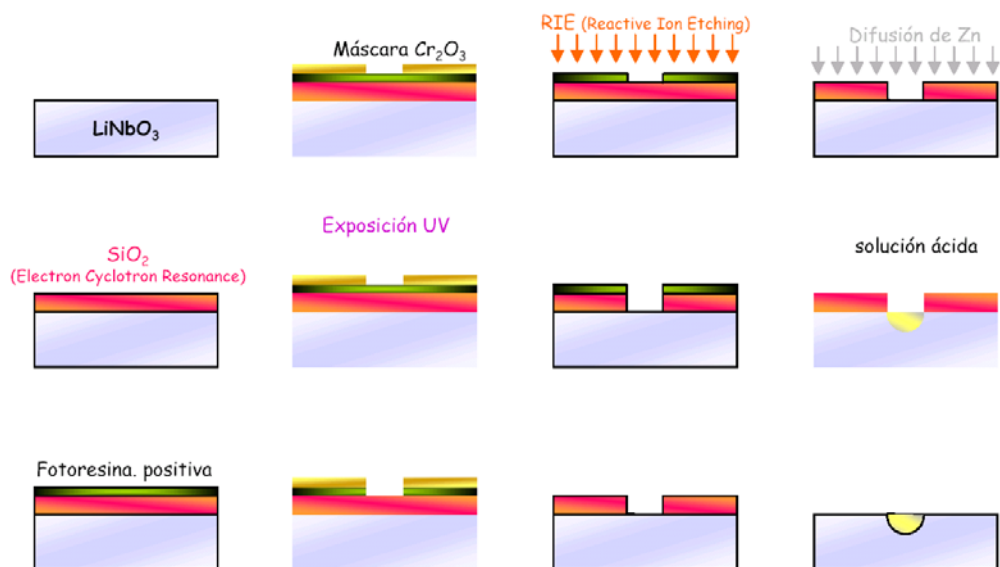 LiNbO₃
SiO₂
(Electron Cyclotron Resonance)
Fotoresina. positiva
Máscara Cr₂O₃
Exposición UV
RIE (Reactive Ion Etching)
Difusión de Zn
solución ácida